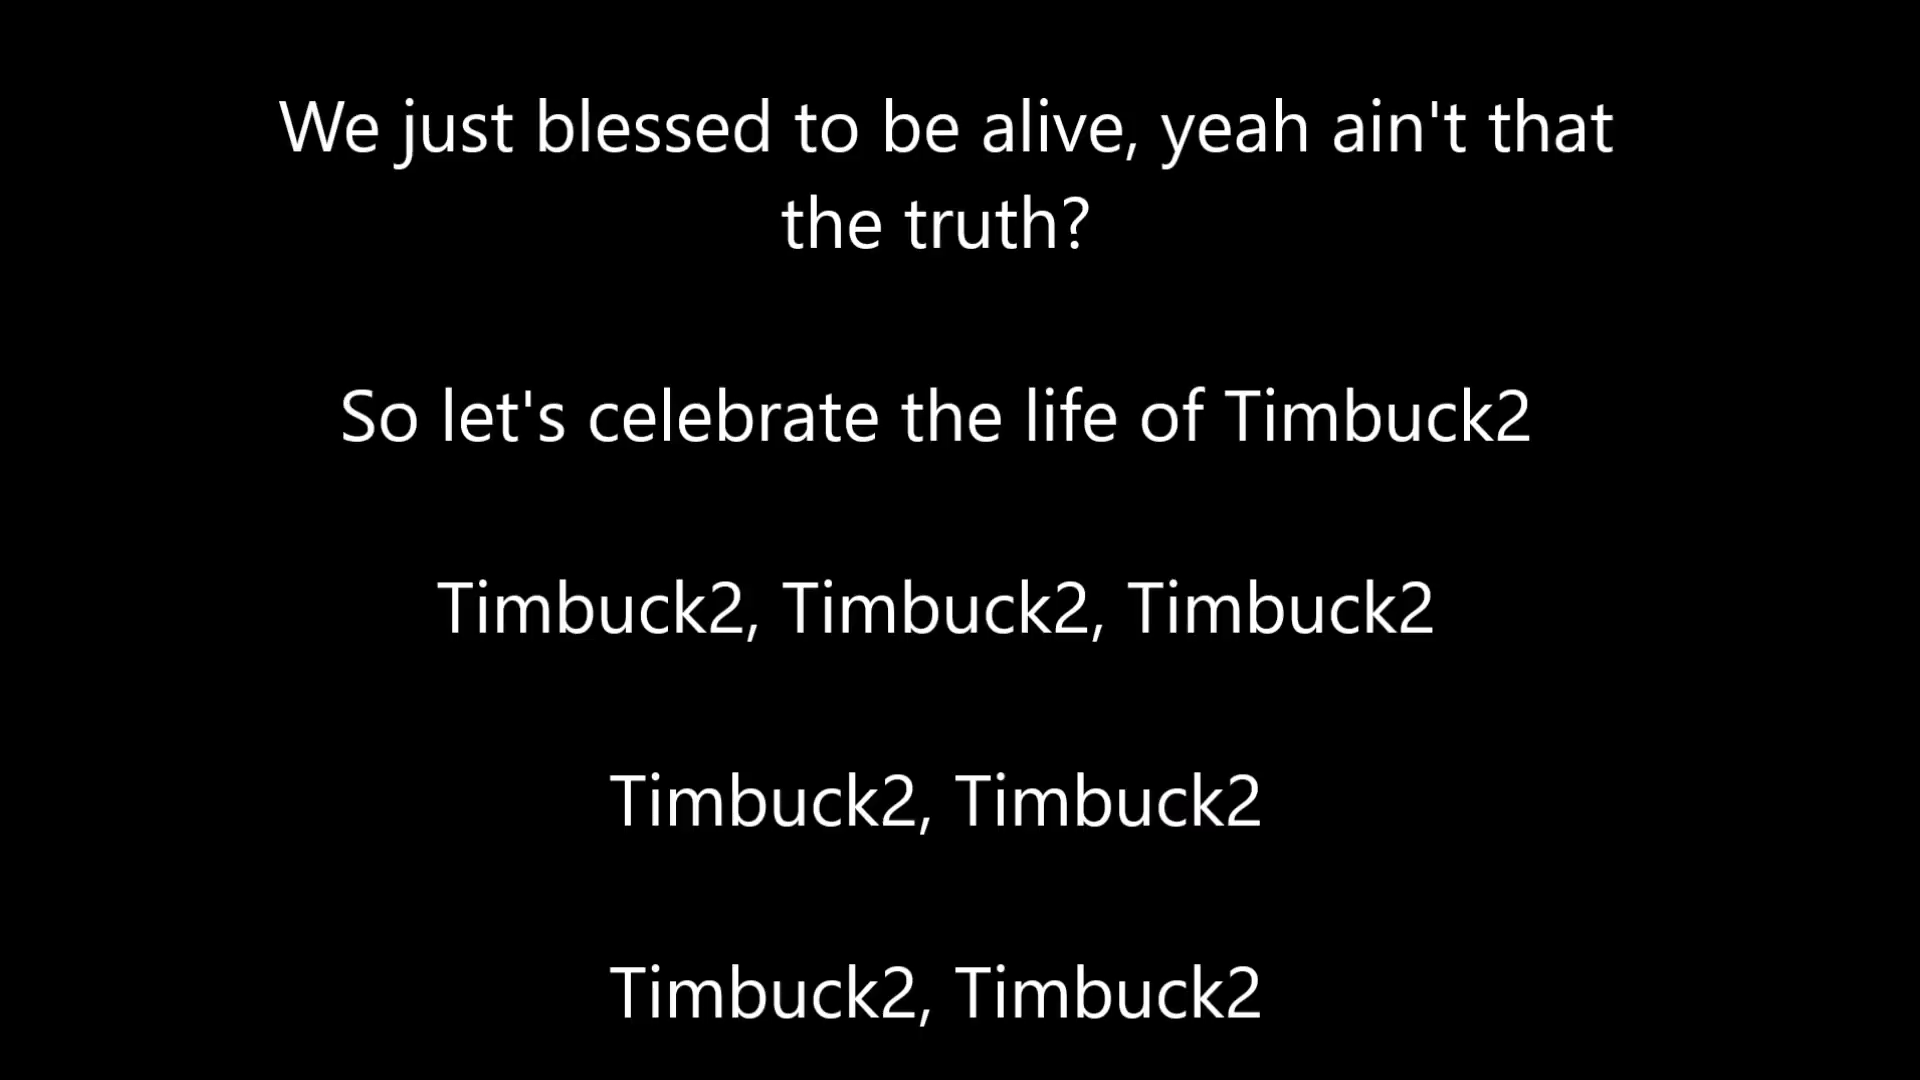 We just blessed to be alive, yeah ain't that
the truth?
So let's celebrate the life of Timbuck2
Timbuck2, Timbuck2, Timbuck2
Timbuck2, Timbuck2
Timbuck2, Timbuck2